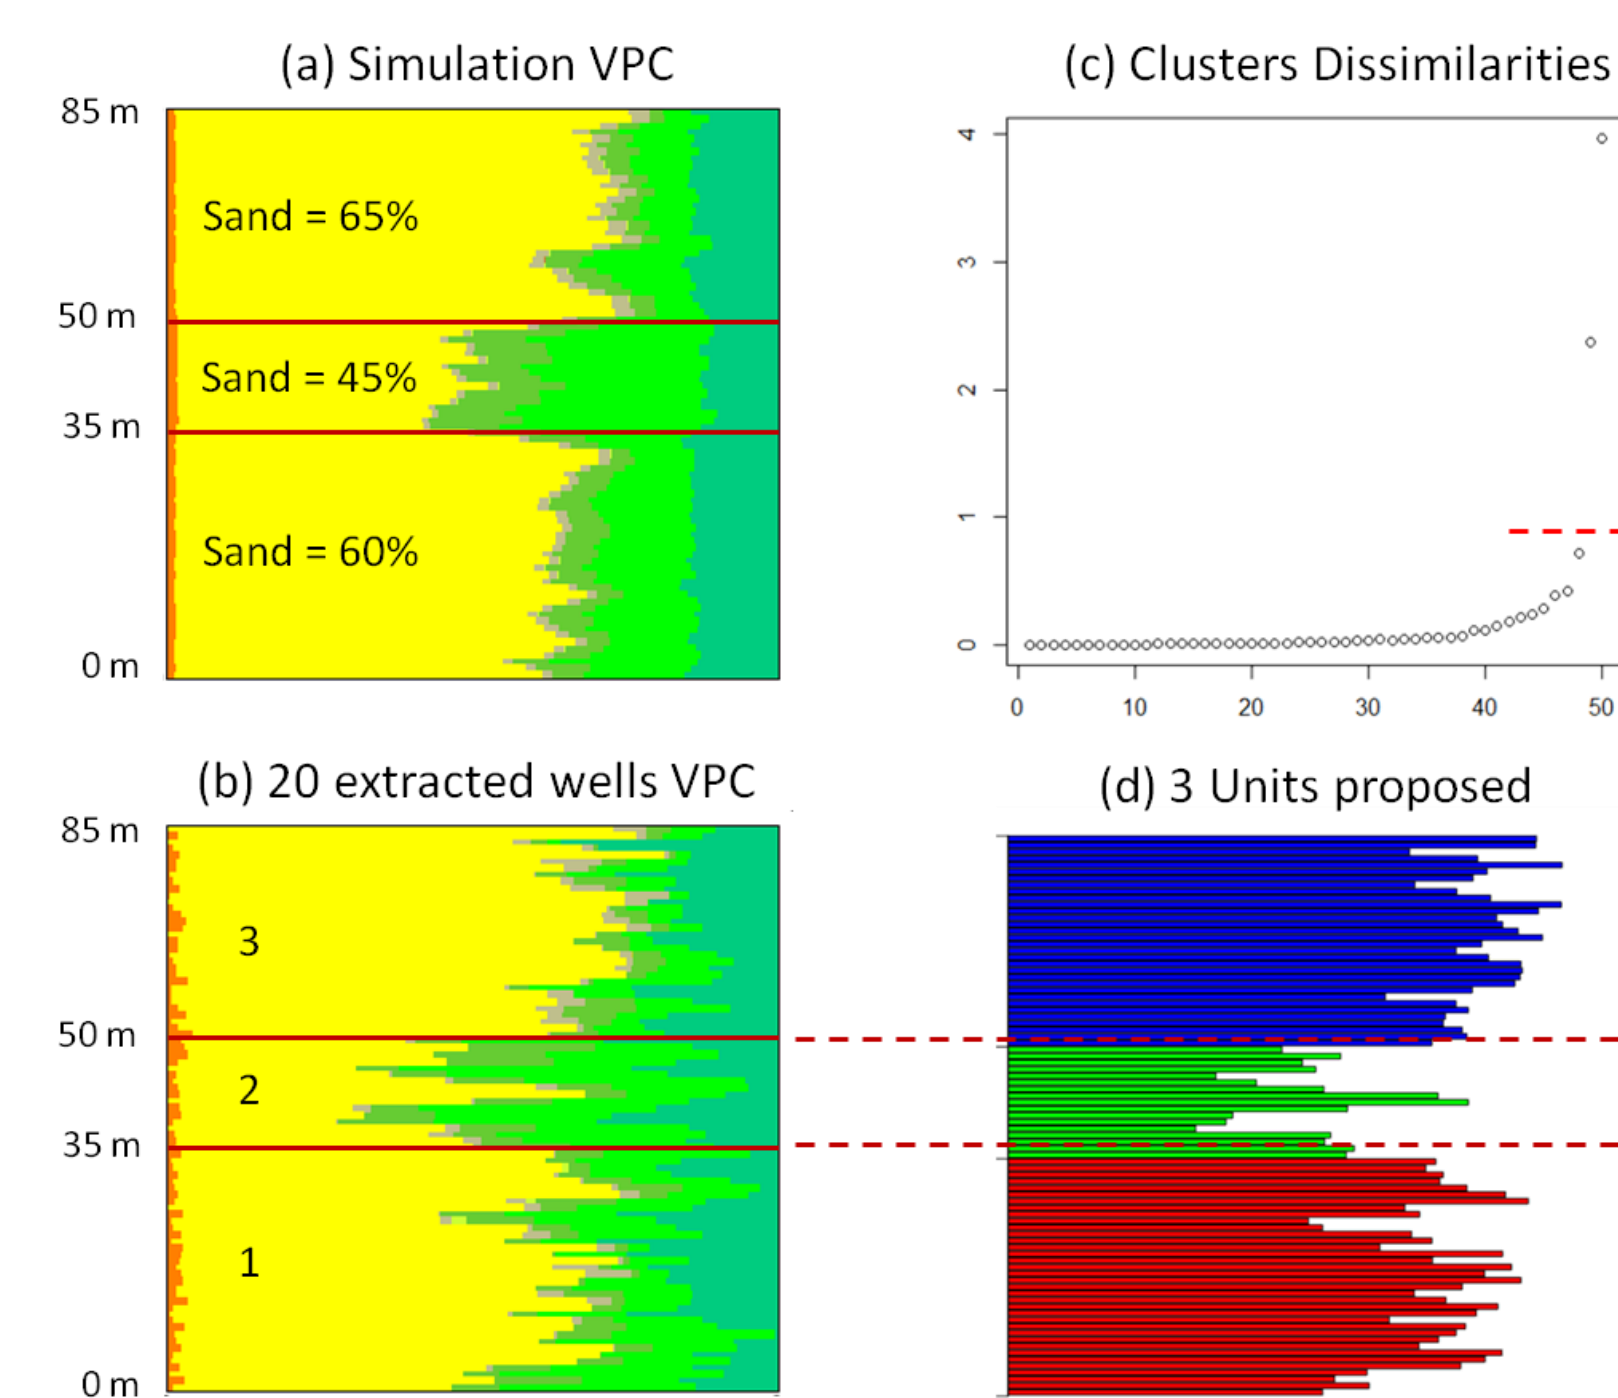 (a) Simulation VPC
85 m
Sand = 65%
50 m
Sand = 45%
35 m
Sand = 60%
0 m
(c) Clusters Dissimilarities
4
3
2
1
0
0 10 20 30 40 50
(b) 20 extracted wells VPC
85 m
3
50 m
2
35 m
1
0 m
(d) 3 Units proposed